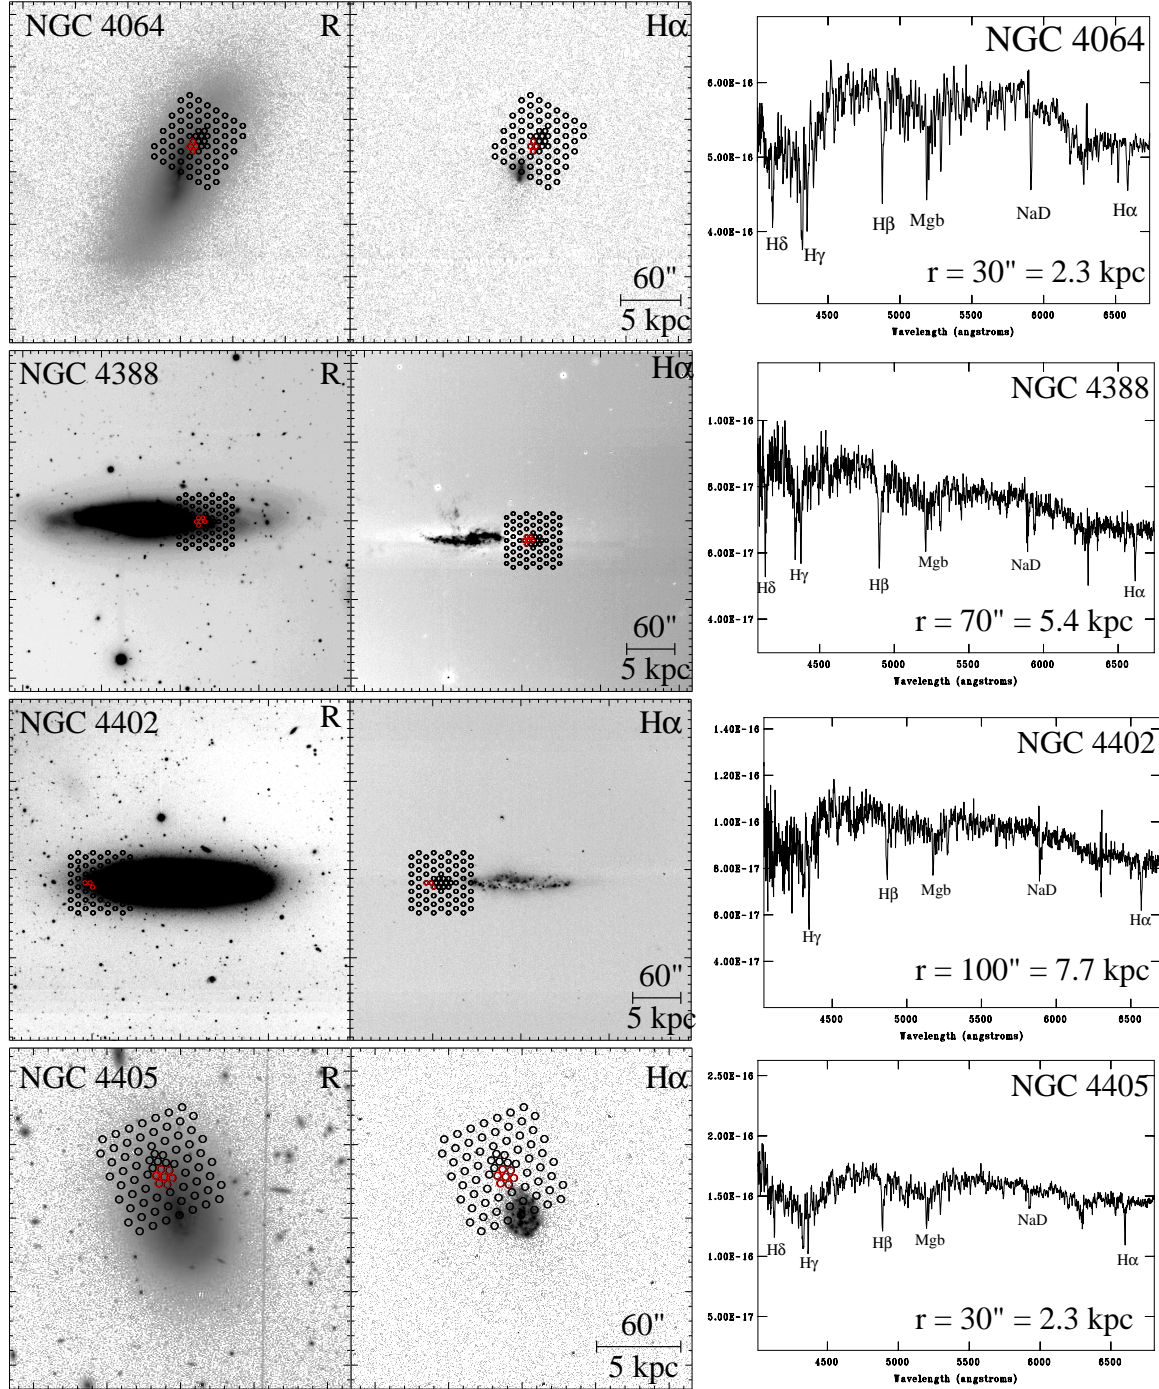 NGC 4064
R
Hα
60"
5 kpc
NGC 4064
6.00E-16
5.00E-16
4.00E-16
Hδ
Hγ
Hβ
Mgb
NaD
Hα
r = 30" = 2.3 kpc
4500
5000
5500
6000
6500
Wavelength (angstroms)
NGC 4388
R
Hα
60"
5 kpc
NGC 4388
1.00E-16
8.00E-17
6.00E-17
4.00E-17
Hδ
Hγ
Hβ
Mgb
NaD
Hα
r = 70" = 5.4 kpc
4500
5000
5500
6000
6500
Wavelength (angstroms)
NGC 4402
R
Hα
60"
5 kpc
NGC 4402
1.40E-16
1.20E-16
1.00E-16
8.00E-17
6.00E-17
4.00E-17
Hγ
Hβ
Mgb
NaD
Hα
r = 100" = 7.7 kpc
4500
5000
5500
6000
6500
Wavelength (angstroms)
NGC 4405
R
Hα
60"
5 kpc
NGC 4405
2.50E-16
2.00E-16
1.50E-16
1.00E-16
5.00E-17
Hδ
Hγ
Hβ
Mgb
NaD
Hα
r = 30" = 2.3 kpc
4500
5000
5500
6000
6500
Wavelength (angstroms)